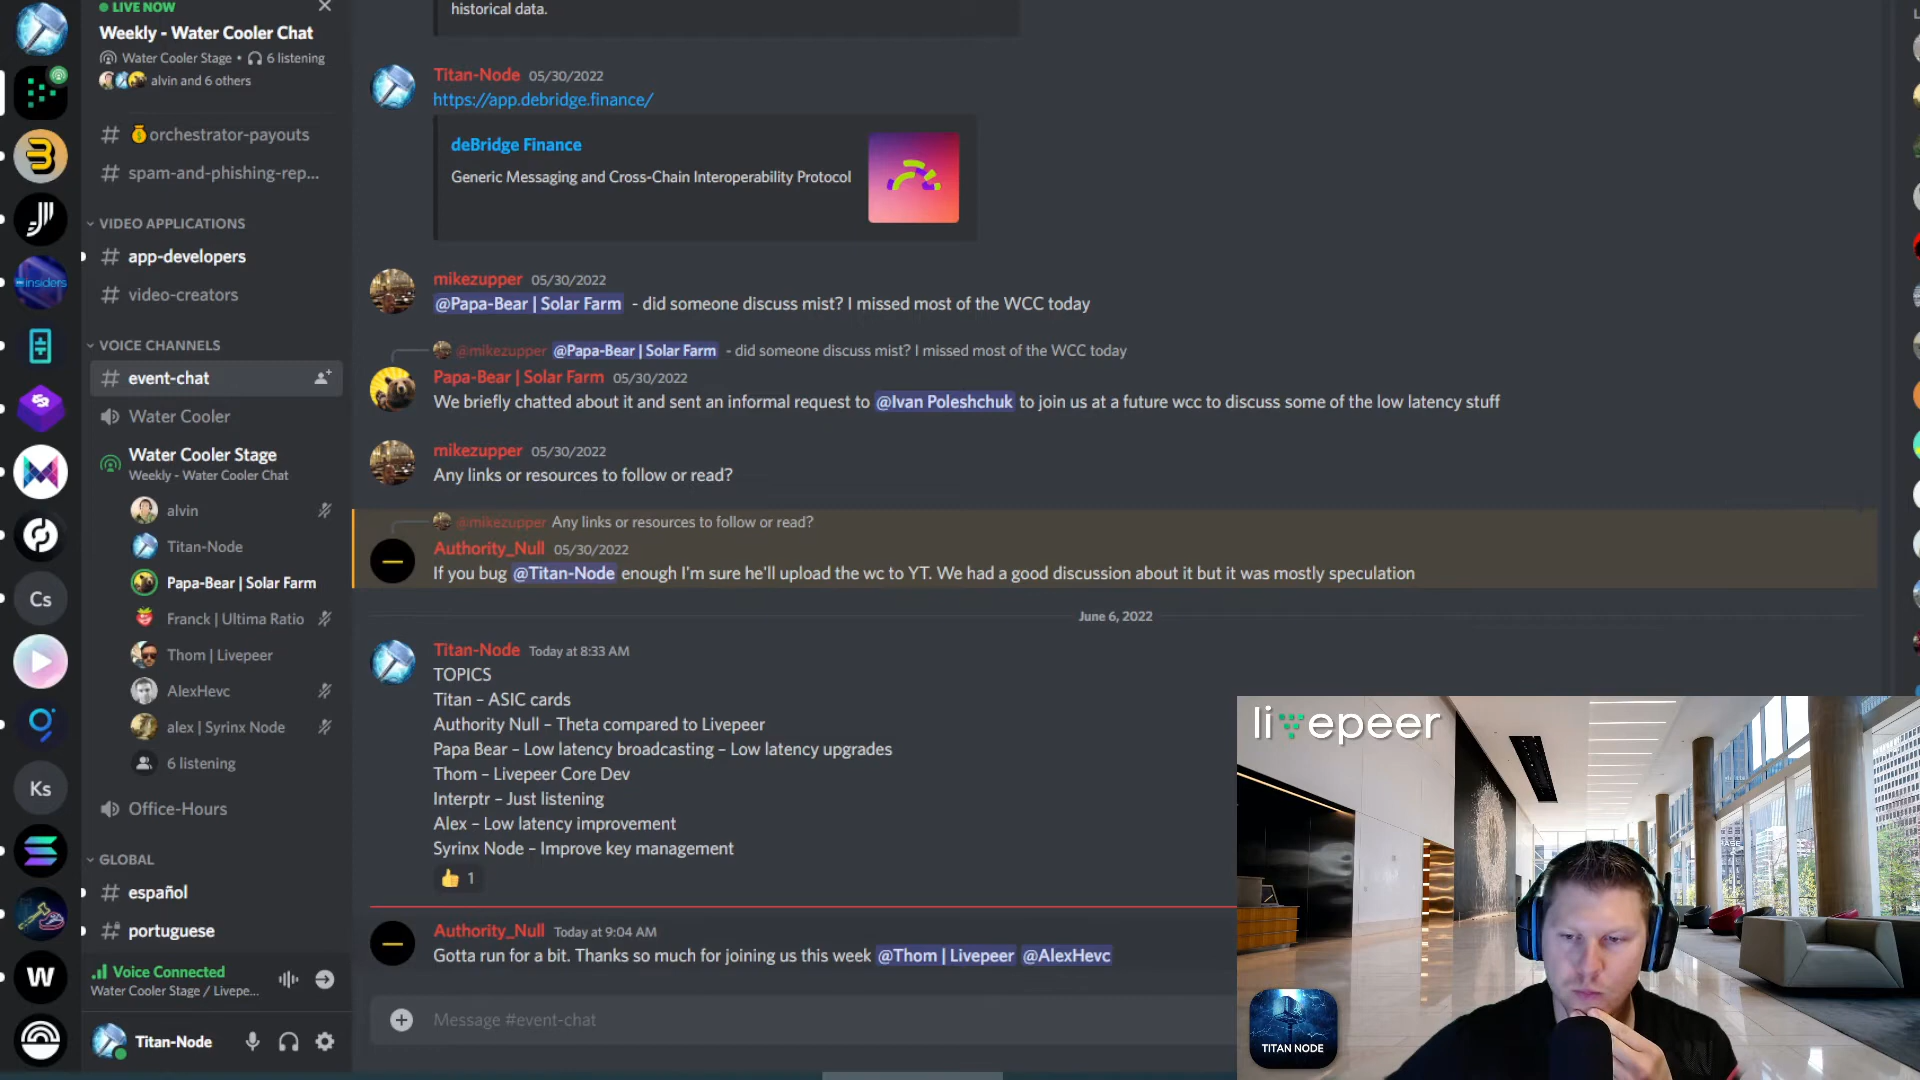 LIVE NOW
Weekly - Water Cooler Chat
Water Cooler Stage • 6 listening
alvin and 6 others
# 💰orchestrator-payouts
# spam-and-phishing-rep...
VIDEO APPLICATIONS
# app-developers
# video-creators
VOICE CHANNELS
# event-chat
Water Cooler
Water Cooler Stage
Weekly - Water Cooler Chat
alvin
Titan-Node
Papa-Bear | Solar Farm
Franck | Ultima Ratio
Thom | Livepeer
AlexHevc
alex | Syrinx Node
6 listening
Office-Hours
GLOBAL
# español
# portuguese
Voice Connected
Water Cooler Stage / Livepe...
Titan-Node
insiders
Cs
Ks
W
historical data.
Titan-Node 05/30/2022
https://app.debridge.finance/
deBridge Finance
Generic Messaging and Cross-Chain Interoperability Protocol
mikezupper 05/30/2022
@Papa-Bear | Solar Farm - did someone discuss mist? I missed most of the WCC today
@mikezupper @Papa-Bear | Solar Farm - did someone discuss mist? I missed most of the WCC today
Papa-Bear | Solar Farm 05/30/2022
We briefly chatted about it and sent an informal request to @Ivan Poleshchuk to join us at a future wcc to discuss some of the low latency stuff
mikezupper 05/30/2022
Any links or resources to follow or read?
@mikezupper Any links or resources to follow or read?
Authority_Null 05/30/2022
If you bug @Titan-Node enough I'm sure he'll upload the wc to YT. We had a good discussion about it but it was mostly speculation
June 6, 2022
Titan-Node Today at 8:33 AM
TOPICS
Titan – ASIC cards
Authority Null – Theta compared to Livepeer
Papa Bear – Low latency broadcasting – Low latency upgrades
Thom – Livepeer Core Dev
Interptr – Just listening
Alex – Low latency improvement
Syrinx Node – Improve key management
👍 1
Authority_Null Today at 9:04 AM
Gotta run for a bit. Thanks so much for joining us this week @Thom | Livepeer @AlexHevc
Message #event-chat
livepeer
TITAN NODE